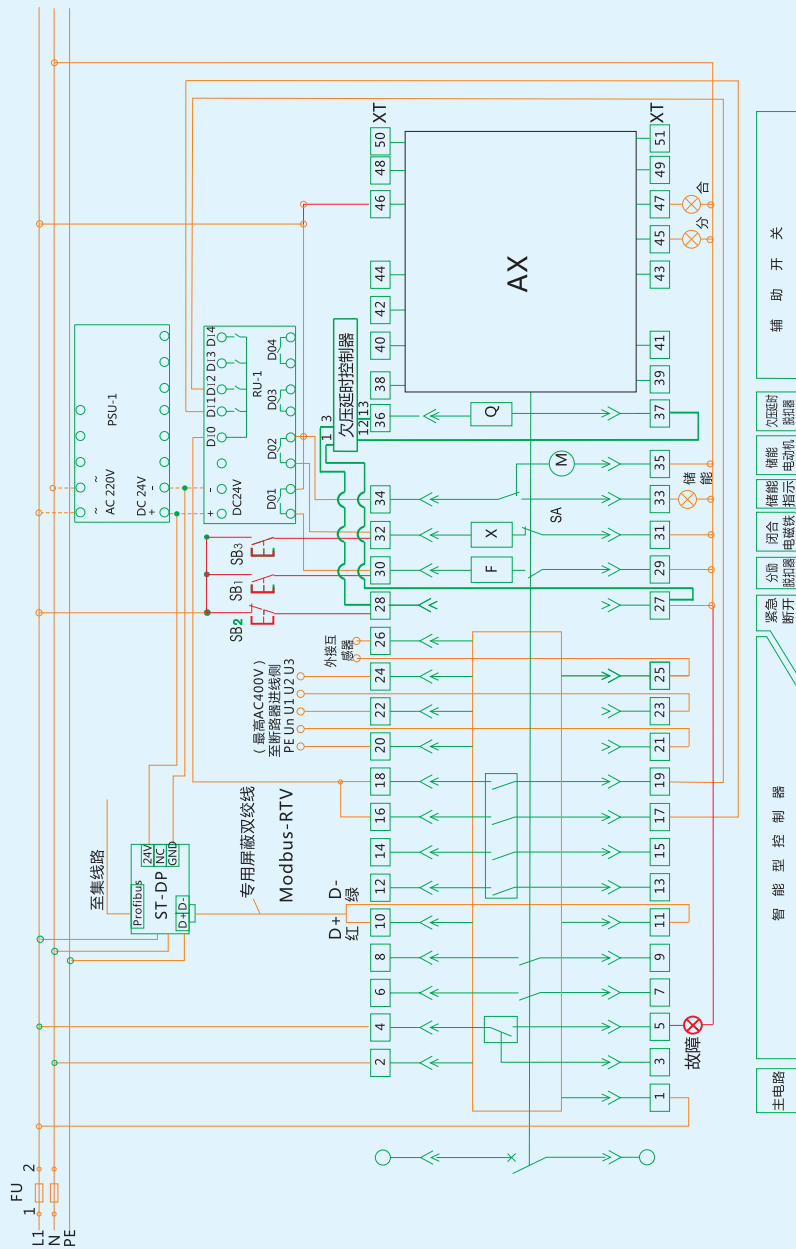 L1
N
PE
FU
1
2
至集线路
Profibus
ST-DP
24V
NC
GND
D+
D-
专用屏蔽双绞线
Modbus-RTV
D+
红
D-
绿
PSU-1
~
AC 220V
~
DC 24V
+
-
RU-1
DI0
DI1
DI2
DI3
DI4
+
DC24V
-
D01
D02
D03
D04
SB2
SB1
SB3
(最高AC400V)
至断路器进线侧
PE Un U1 U2 U3
外接互
感器
欠压延时控制器
1
3
12
13
2
4
6
8
10
12
14
16
18
20
22
24
26
28
30
32
34
36
38
40
42
44
46
48
50
XT
F
X
SA
M
Q
AX
1
3
5
7
9
11
13
15
17
19
21
23
25
27
29
31
33
35
37
39
41
43
45
47
49
51
XT
故障
储能
分
合
主电路
智能型控制器
紧急
断开
分励
脱扣器
闭合
电磁铁
储能
指示
储能
电动机
欠压延时
脱扣器
辅助开关